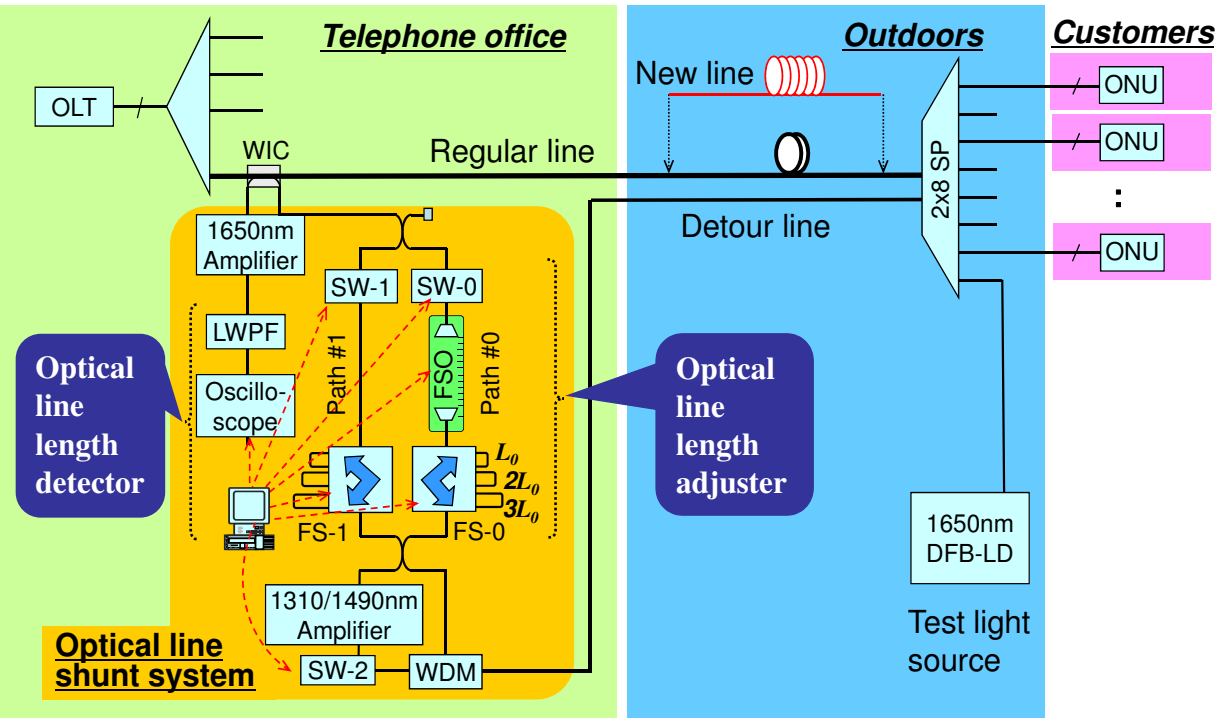 Telephone office
Outdoors
Customers
OLT
New line
ONU
WIC
Regular line
ONU
2x8 SP
:
Detour line
1650nm
Amplifier
ONU
SW-1
SW-0
LWPF
Path #1
FSO
Path #0
Optical
line
length
detector
Oscillo-
scope
Optical
line
length
adjuster
L0
2L0
3L0
FS-1
FS-0
1650nm
DFB-LD
1310/1490nm
Amplifier
Test light
source
Optical line
shunt system
SW-2
WDM